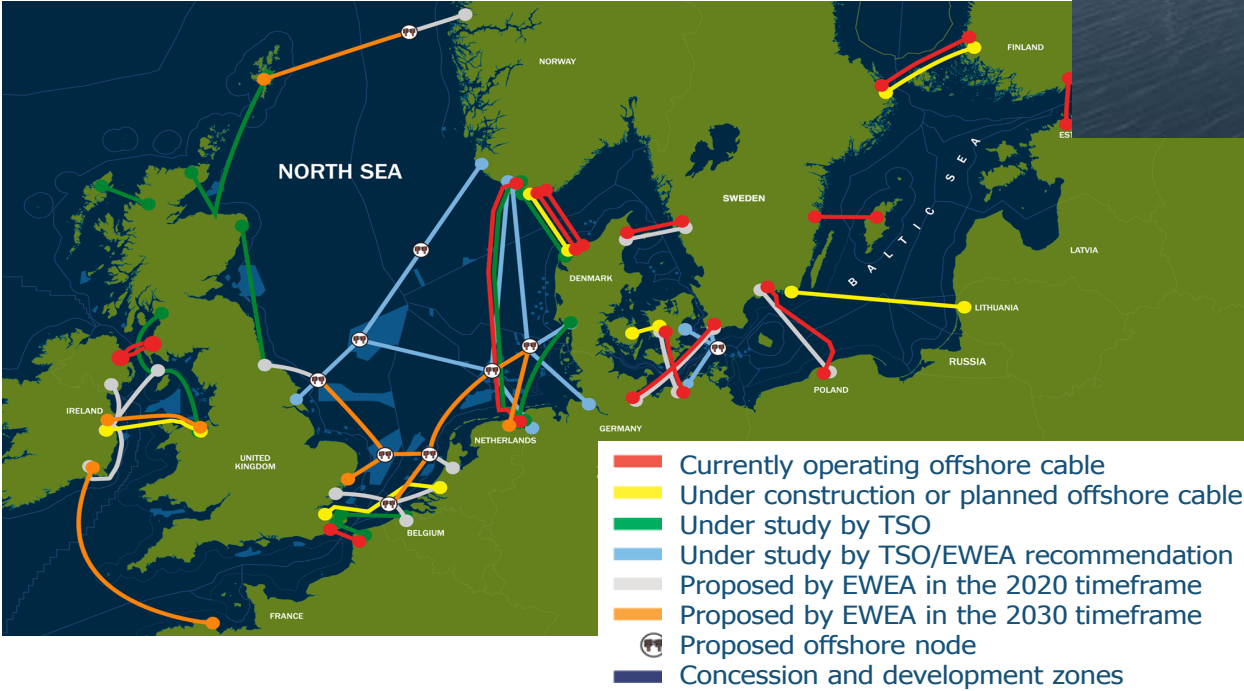 FINLAND
NORWAY
EST
NORTH SEA
SWEDEN
BALTIC SEA
LATVIA
DENMARK
LITHUANIA
RUSSIA
POLAND
IRELAND
NETHERLANDS
GERMANY
UNITED
KINGDOM
BELGIUM
FRANCE
Currently operating offshore cable
Under construction or planned offshore cable
Under study by TSO
Under study by TSO/EWEA recommendation
Proposed by EWEA in the 2020 timeframe
Proposed by EWEA in the 2030 timeframe
Proposed offshore node
Concession and development zones